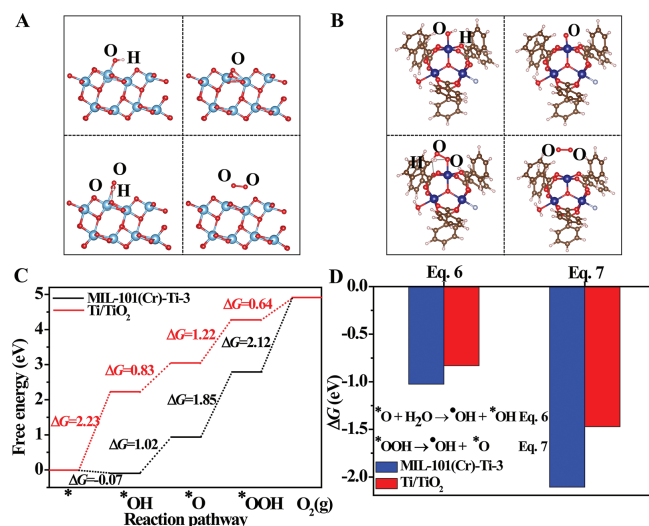 A
O
H
O
O
H
O
O
B
O
H
O
H
O
O
O
O
C
MIL-101(Cr)-Ti-3
Ti/TiO2
Free energy (eV)
5
4
3
2
1
0
ΔG=2.23
ΔG=0.83
ΔG=1.22
ΔG=0.64
ΔG=-0.07
ΔG=1.02
ΔG=1.85
ΔG=2.12
* *OH *O *OOH O2(g)
Reaction pathway
D
Eq. 6 Eq. 7
ΔG (eV)
0.00
-0.5
-1.0
-1.5
-2.0
*O + H2O → •OH + *OH Eq. 6
*OOH → •OH + *O Eq. 7
MIL-101(Cr)-Ti-3
Ti/TiO2